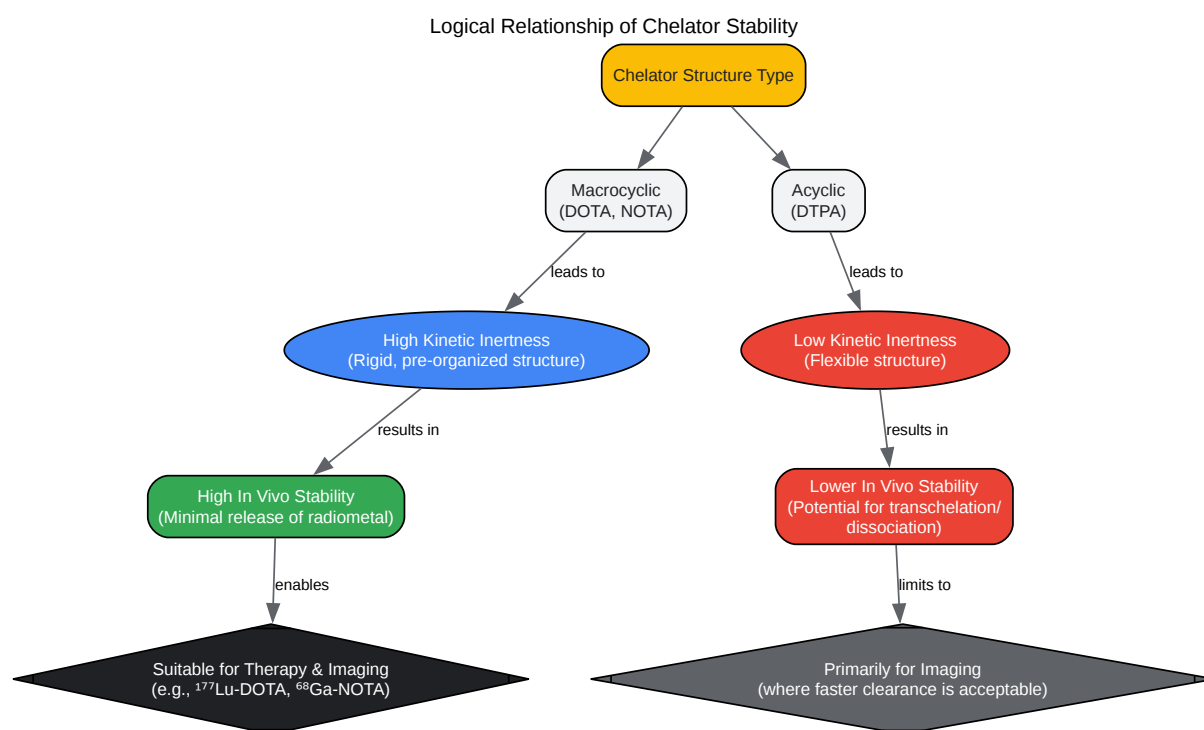 Logical Relationship of Chelator Stability
Chelator Structure Type
Macrocyclic
(DOTA, NOTA)
Acyclic
(DTPA)
leads to
leads to
High Kinetic Inertness
(Rigid, pre-organized structure)
Low Kinetic Inertness
(Flexible structure)
results in
results in
High In Vivo Stability
(Minimal release of radiometal)
Lower In Vivo Stability
(Potential for transchelation/
dissociation)
enables
limits to
Suitable for Therapy & Imaging
(e.g., ¹⁷⁷Lu-DOTA, ⁶⁸Ga-NOTA)
Primarily for Imaging
(where faster clearance is acceptable)